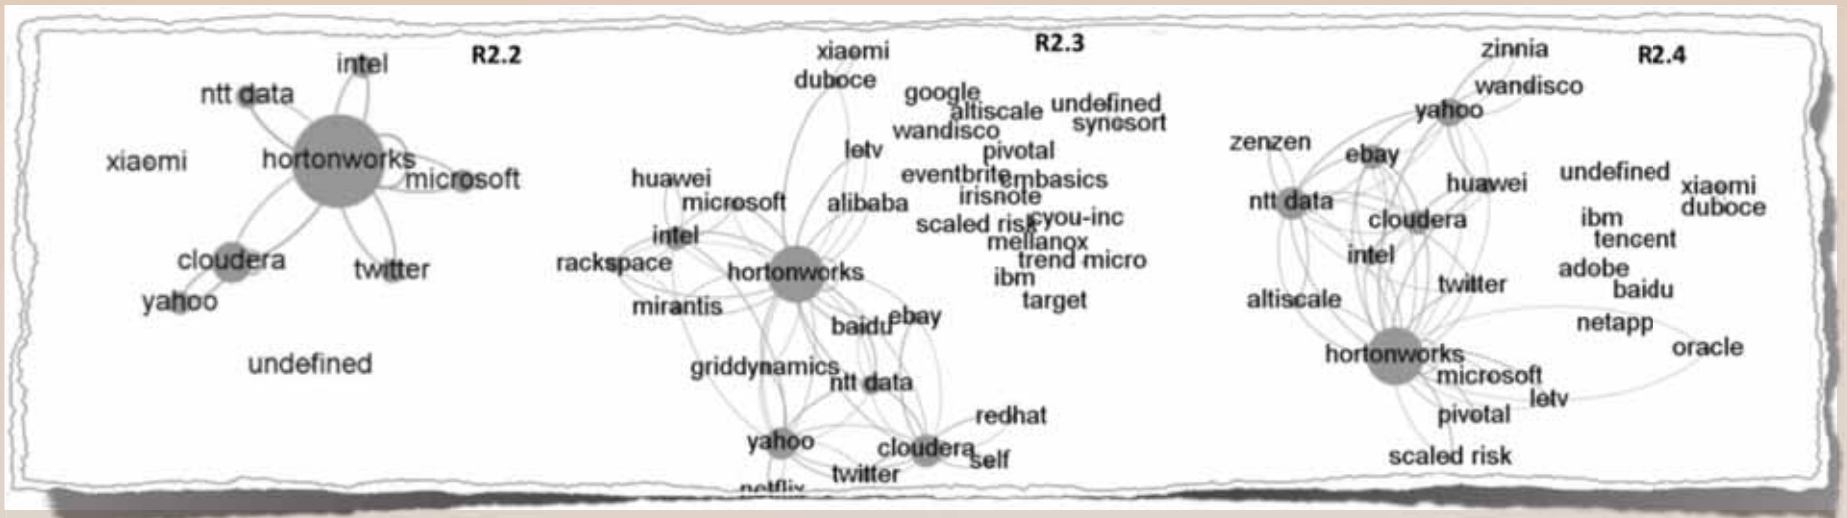 R2.2
intel
ntt data
hortonworks
xiaomi
microsoft
cloudera
twitter
yahoo
undefined
R2.3
xiaomi
duboce
google
altiscale
undefined
syncsort
wandisco
letv
pivotal
huawei
eventbrite
cmbasics
microsoft
alibaba
irisnote
scaled risk
cyou-inc
intel
mellanox
rackspace
hortonworks
trend micro
ibm
mirantis
target
baidu
ebay
griddynamics
ntt data
redhat
yahoo
cloudera
self
twitter
netflix
R2.4
zinnia
wandisco
yahoo
zenzen
ebay
undefined
huawei
xiaomi
ntt data
duboce
cloudera
ibm
tencent
intel
adobe
twitter
baidu
altiscale
netapp
oracle
hortonworks
microsoft
letv
pivotal
scaled risk